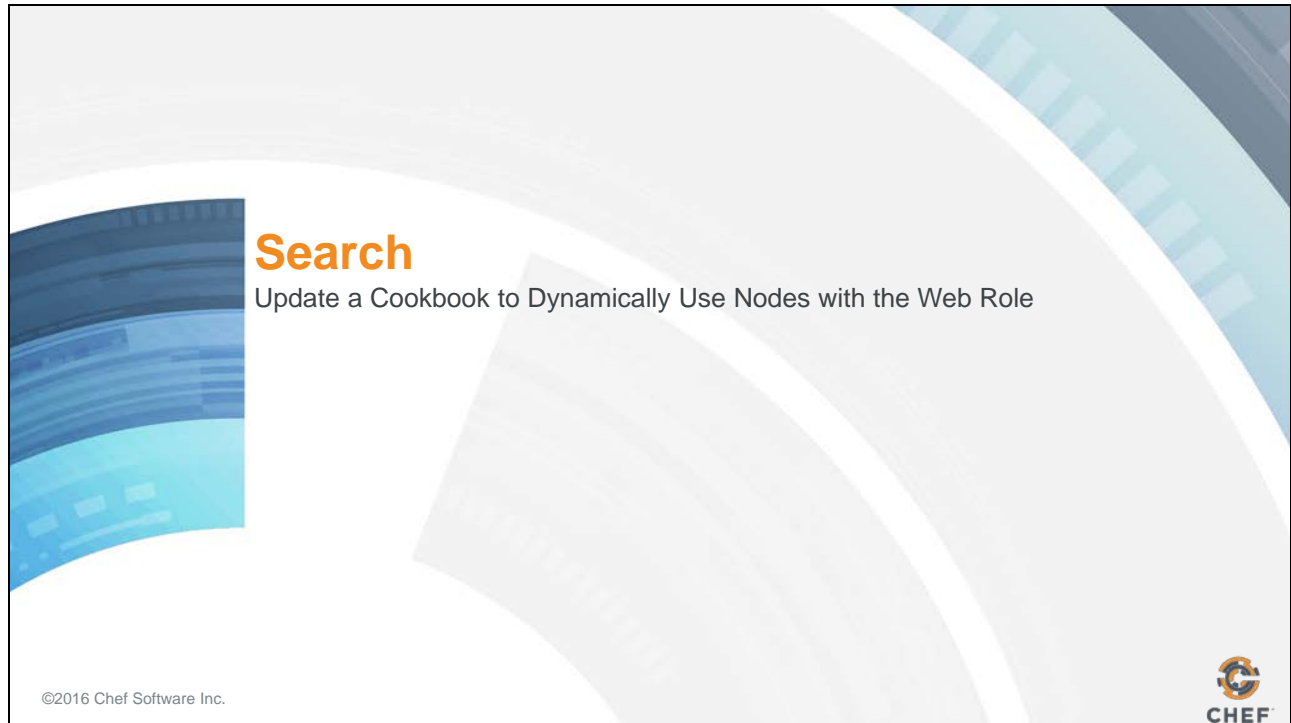 Search
Update a Cookbook to Dynamically Use Nodes with the Web Role
©2016 Chef Software Inc.
CHEF